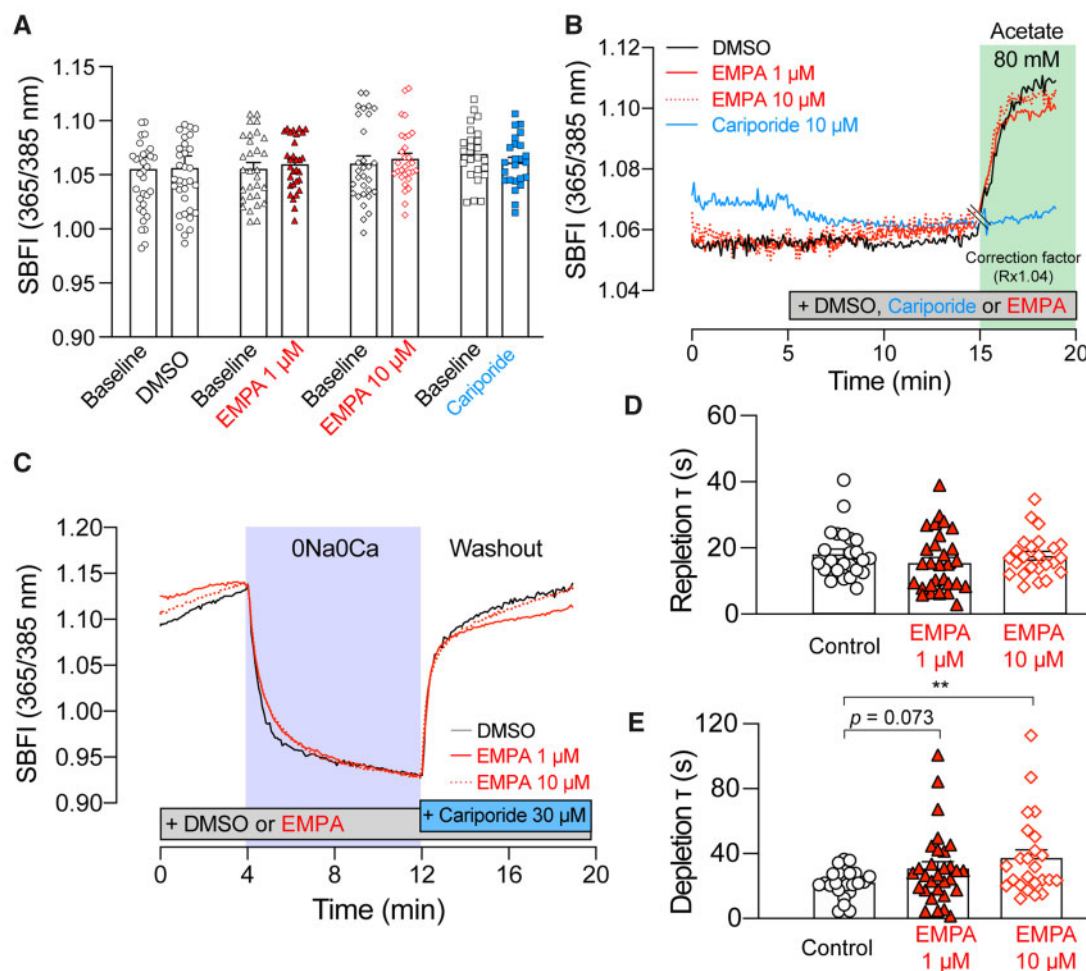 A
SBFI (365/385 nm)
1.15
1.10
1.05
1.00
0.95
0.90
Baseline
DMSO
Baseline
EMPA 1 µM
Baseline
EMPA 10 µM
Baseline
Cariporide
B
SBFI (365/385 nm)
1.12
1.10
1.08
1.06
1.04
DMSO
EMPA 1 µM
EMPA 10 µM
Cariporide 10 µM
Acetate
80 mM
Correction factor
(Rx1.04)
+ DMSO, Cariporide or EMPA
0 5 10 15 20
Time (min)
C
SBFI (365/385 nm)
1.20
1.15
1.10
1.05
1.00
0.95
0.90
0Na0Ca
Washout
DMSO
EMPA 1 µM
EMPA 10 µM
+ DMSO or EMPA
+ Cariporide 30 µM
0 4 8 12 16 20
Time (min)
D
Repletion τ (s)
60
40
20
0
Control
EMPA
1 µM
EMPA
10 µM
E
Depletion τ (s)
120
80
40
0
**
p = 0.073
Control
EMPA
1 µM
EMPA
10 µM